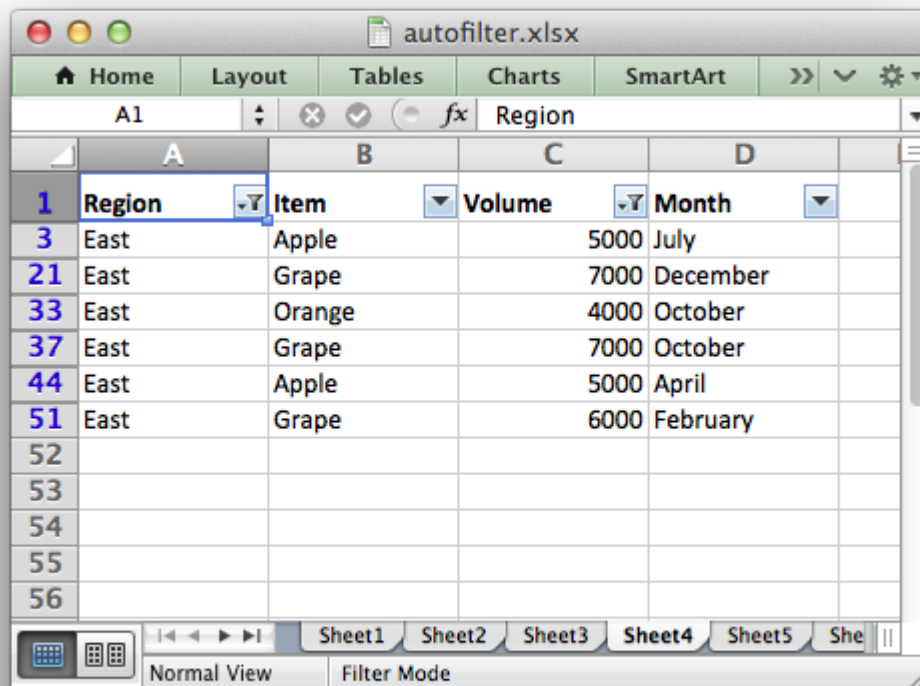 autofilter.xlsx
Home Layout Tables Charts SmartArt
A1 fx Region
A B C D
1 Region Item Volume Month
3 East Apple 5000 July
21 East Grape 7000 December
33 East Orange 4000 October
37 East Grape 7000 October
44 East Apple 5000 April
51 East Grape 6000 February
52
53
54
55
56
Sheet1 Sheet2 Sheet3 Sheet4 Sheet5 She
Normal View Filter Mode